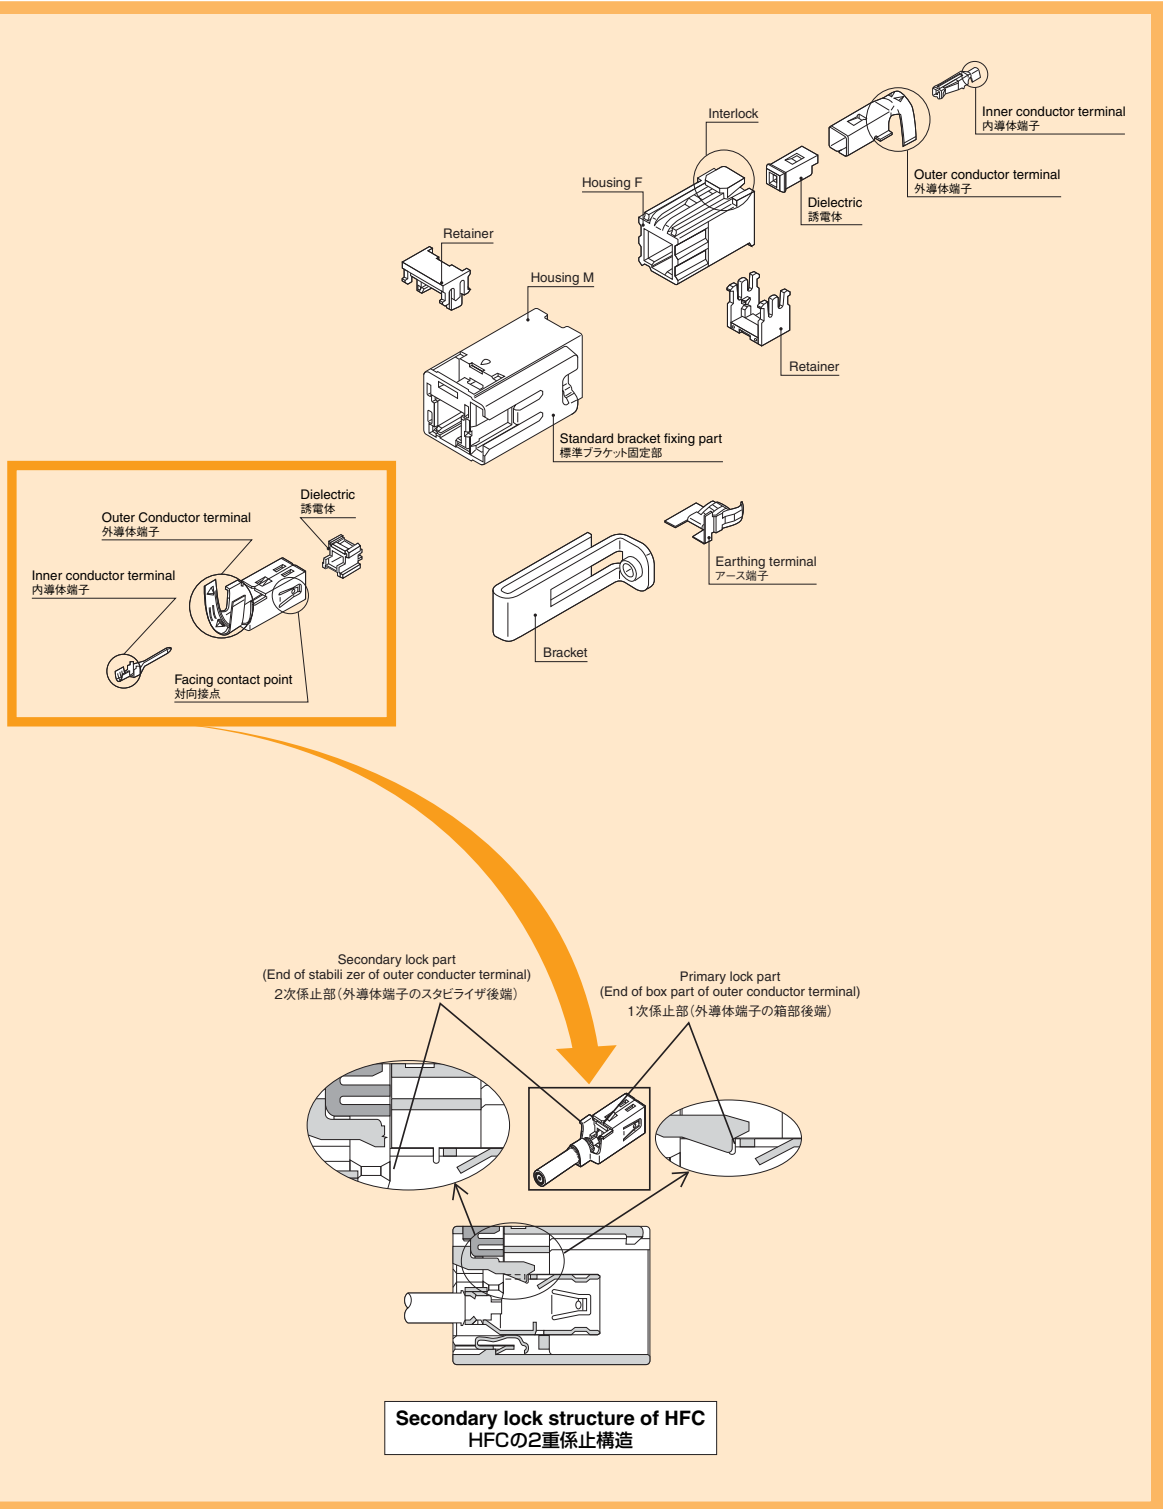 Inner conductor terminal
内導体端子
Interlock
Outer conductor terminal
外導体端子
Housing F
Dielectric
誘電体
Retainer
Housing M
Retainer
Standard bracket fixing part
標準ブラケット固定部
Dielectric
誘電体
Outer Conductor terminal
外導体端子
Inner conductor terminal
内導体端子
Earthing terminal
アース端子
Bracket
Facing contact point
対向接点
Secondary lock part
(End of stabili zer of outer conducter terminal)
2次係止部(外導体端子のスタビライザ後端)
Primary lock part
(End of box part of outer conductor terminal)
1次係止部(外導体端子の箱部後端)
Secondary lock structure of HFC
HFCの2重係止構造